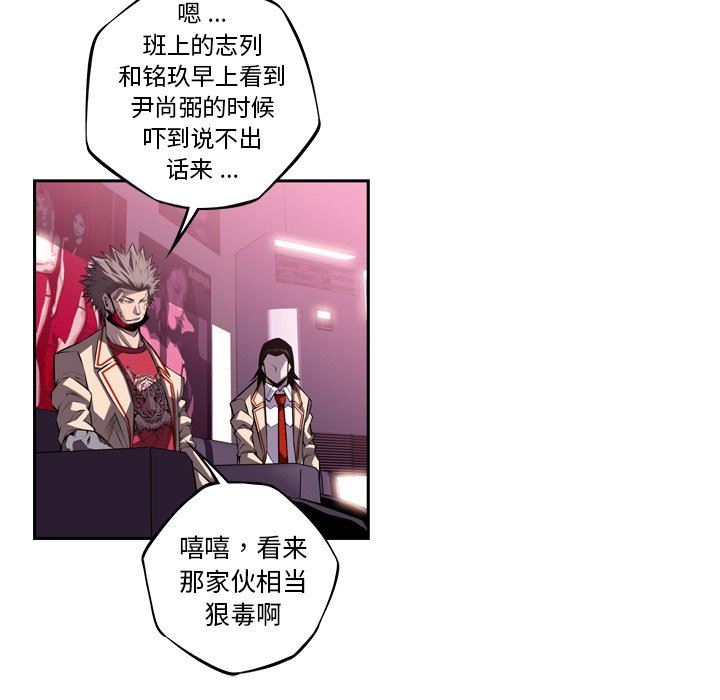 嗯...
班上的志列
和铭玖早上看到
尹尚弼的时候
吓到说不出
话来...
嘻嘻，看来
那家伙相当
狠毒啊